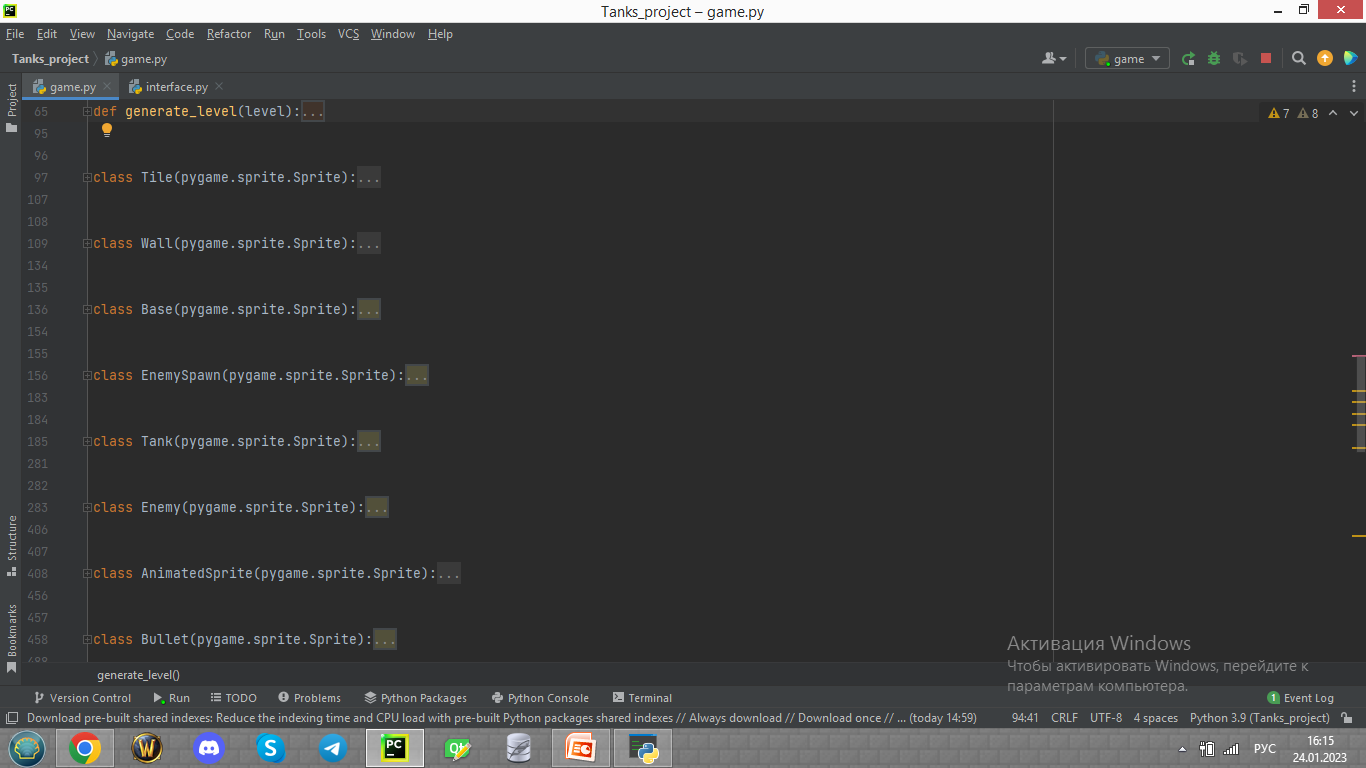 Tanks_project – game.py
File Edit View Navigate Code Refactor Run Tools VCS Window Help
Tanks_project game.py game
game.py interface.py
65 def generate_level(level):...
7 8
95
96
97 class Tile(pygame.sprite.Sprite):...
107
108
109 class Wall(pygame.sprite.Sprite):...
134
135
136 class Base(pygame.sprite.Sprite):...
154
155
156 class EnemySpawn(pygame.sprite.Sprite):...
183
184
185 class Tank(pygame.sprite.Sprite):...
281
282
283 class Enemy(pygame.sprite.Sprite):...
406
407
408 class AnimatedSprite(pygame.sprite.Sprite):...
456
457
458 class Bullet(pygame.sprite.Sprite):...
488
Project
Structure
Bookmarks
Активация Windows
Чтобы активировать Windows, перейдите к
параметрам компьютера.
generate_level()
Version Control Run TODO Problems Python Packages Python Console Terminal 1 Event Log
Download pre-built shared indexes: Reduce the indexing time and CPU load with pre-built Python packages shared indexes // Always download // Download once // ... (today 14:59) 94:41 CRLF UTF-8 4 spaces Python 3.9 (Tanks_project)
РУС 16:15
24.01.2023